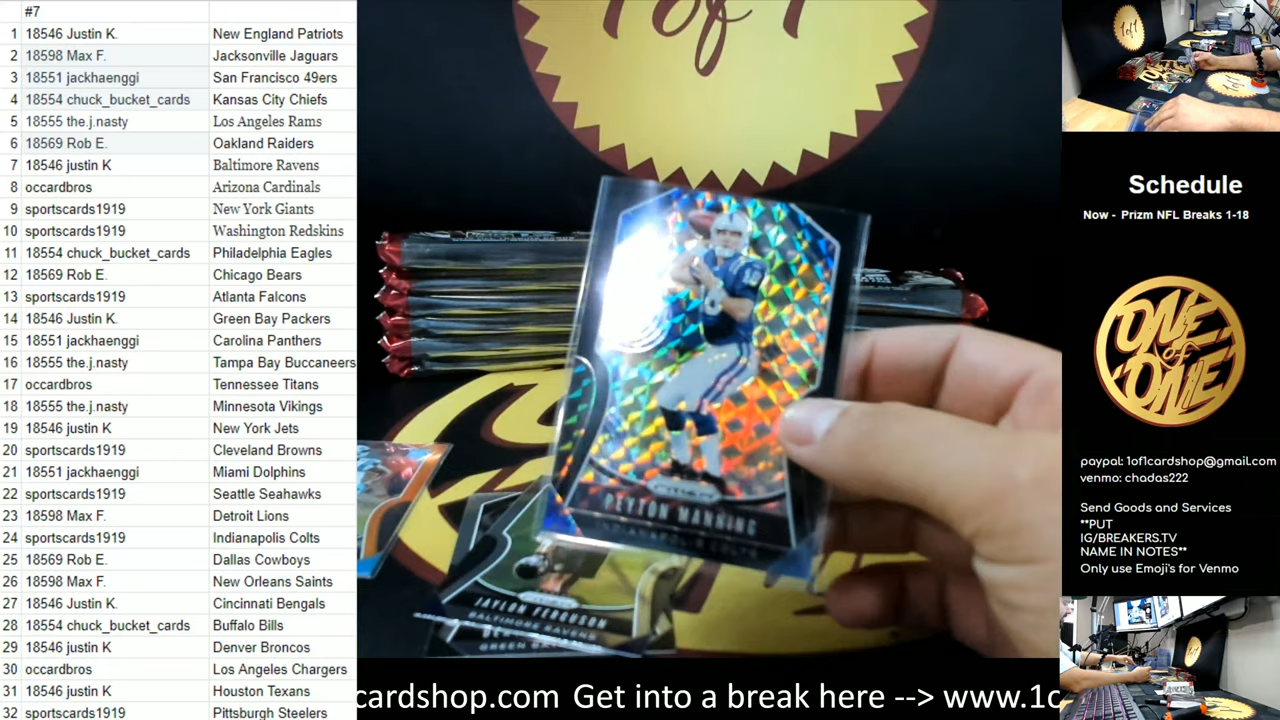 #7
1 18546 Justin K. New England Patriots
2 18598 Max F. Jacksonville Jaguars
3 18551 jackhaenggi San Francisco 49ers
4 18554 chuck_bucket_cards Kansas City Chiefs
5 18555 the.j.nasty Los Angeles Rams
6 18569 Rob E. Oakland Raiders
7 18546 justin K Baltimore Ravens
8 occardbros Arizona Cardinals
9 sportscards1919 New York Giants
10 sportscards1919 Washington Redskins
11 18554 chuck_bucket_cards Philadelphia Eagles
12 18569 Rob E. Chicago Bears
13 sportscards1919 Atlanta Falcons
14 18546 Justin K. Green Bay Packers
15 18551 jackhaenggi Carolina Panthers
16 18555 the.j.nasty Tampa Bay Buccaneers
17 occardbros Tennessee Titans
18 18555 the.j.nasty Minnesota Vikings
19 18546 justin K New York Jets
20 sportscards1919 Cleveland Browns
21 18551 jackhaenggi Miami Dolphins
22 sportscards1919 Seattle Seahawks
23 18598 Max F. Detroit Lions
24 sportscards1919 Indianapolis Colts
25 18569 Rob E. Dallas Cowboys
26 18598 Max F. New Orleans Saints
27 18546 Justin K. Cincinnati Bengals
28 18554 chuck_bucket_cards Buffalo Bills
29 18546 justin K Denver Broncos
30 occardbros Los Angeles Chargers
31 18546 justin K Houston Texans
32 sportscards1919 Pittsburgh Steelers
1 of 1
PRIZM
PEYTON MANNING
INDIANAPOLIS COLTS
JAYLON FERGUSON
BALTIMORE RAVENS
GREEN BAY
cardshop.com Get into a break here --> www.1c
1 of 1
Schedule
Now - Prizm NFL Breaks 1-18
ONE
of
ONE
paypal: 1of1cardshop@gmail.com
venmo: chadas222
Send Goods and Services
**PUT
IG/BREAKERS.TV
NAME IN NOTES**
Only use Emoji's for Venmo